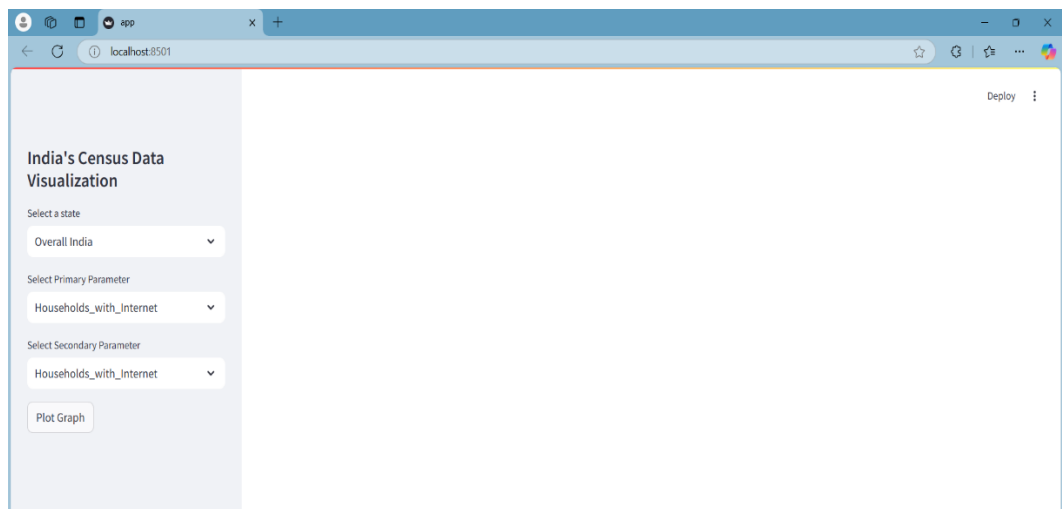 app
localhost:8501
Deploy
India's Census Data
Visualization
Select a state
Overall India
Select Primary Parameter
Households_with_Internet
Select Secondary Parameter
Households_with_Internet
Plot Graph